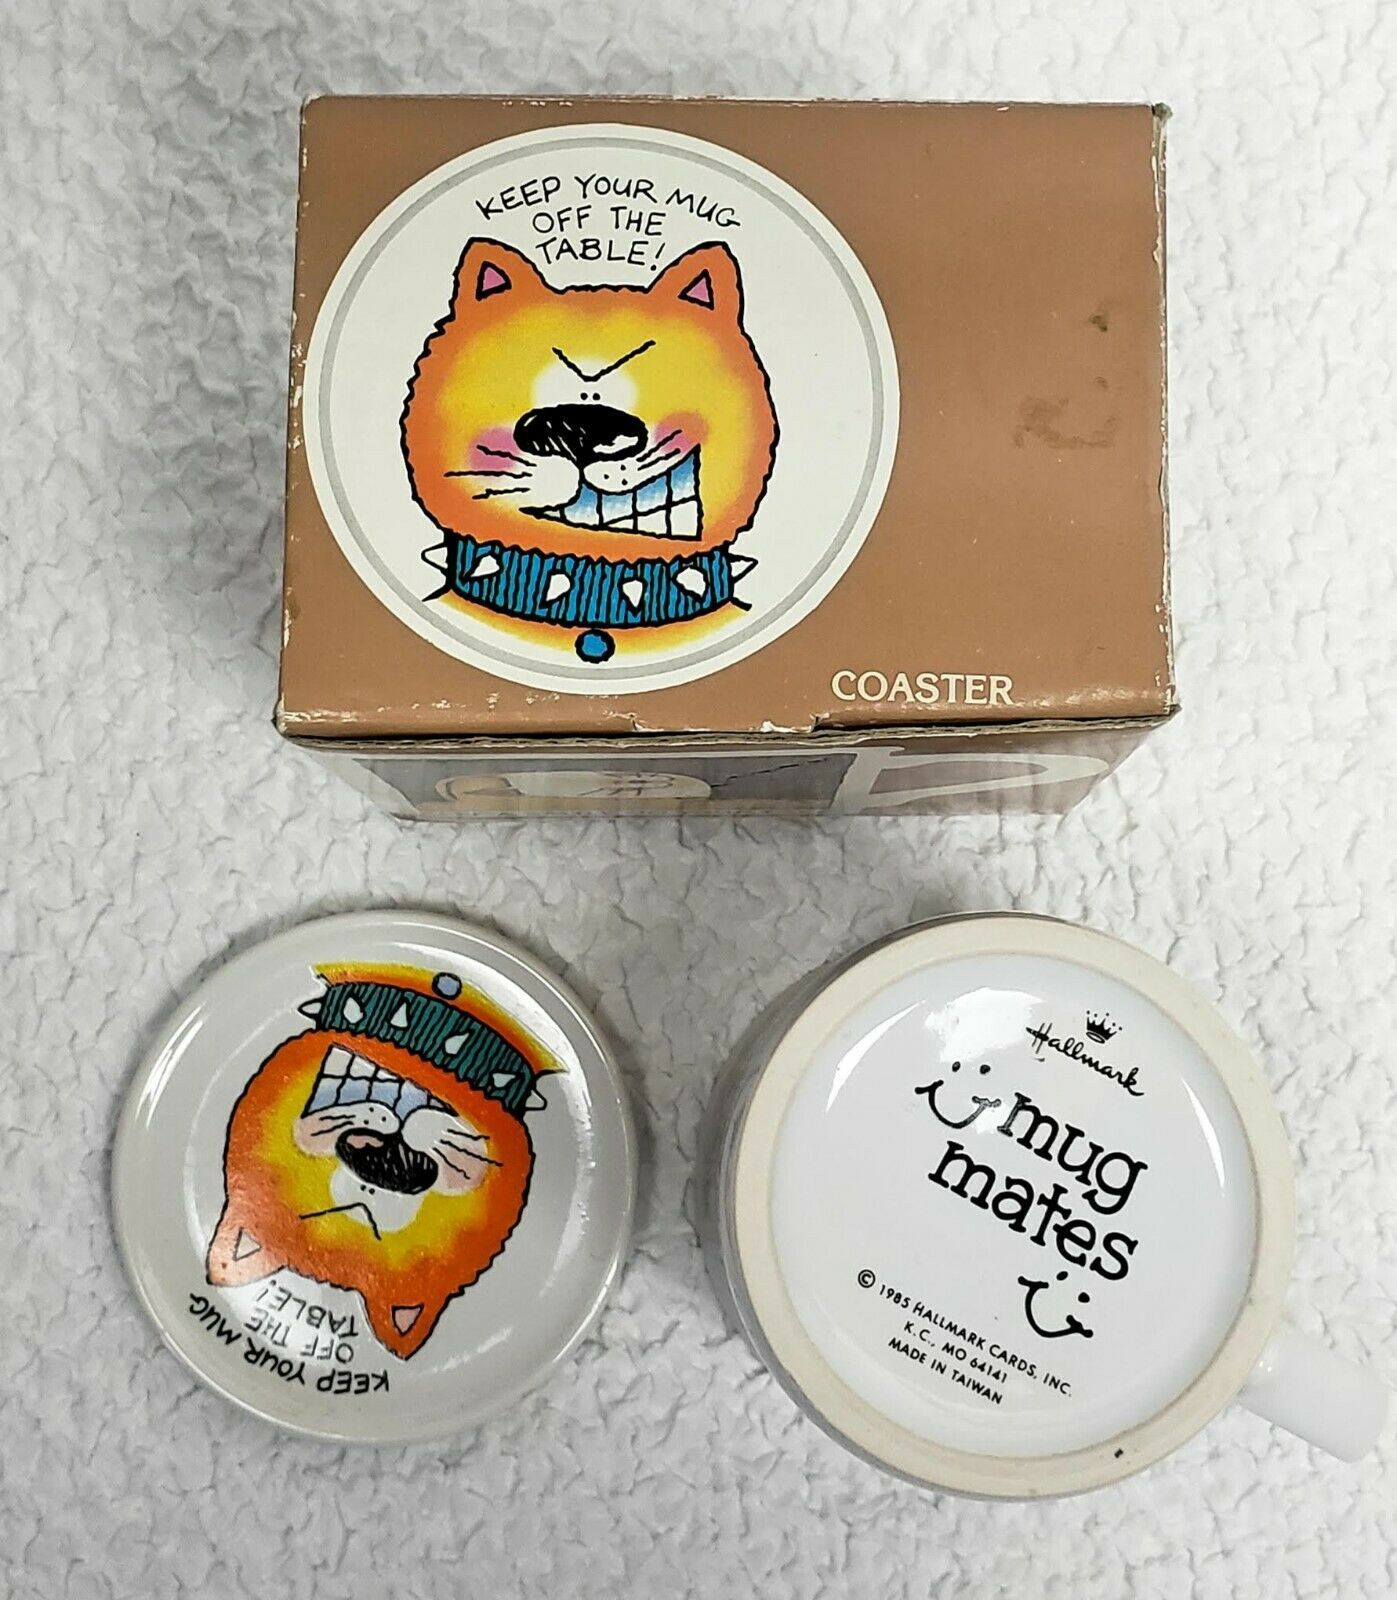 KEEP YOUR MUG
OFF THE
TABLE!
COASTER
KEEP YOUR MUG
OFF THE
TABLE!
Hallmark
mug
mates
© 1985 HALLMARK CARDS, INC.
K.C., MO 64141
MADE IN TAIWAN